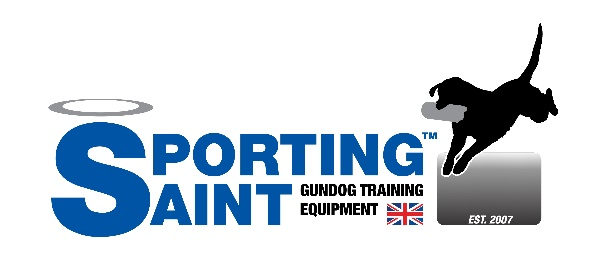 SPORTING™
SAINT
GUNDOG TRAINING
EQUIPMENT
EST. 2007